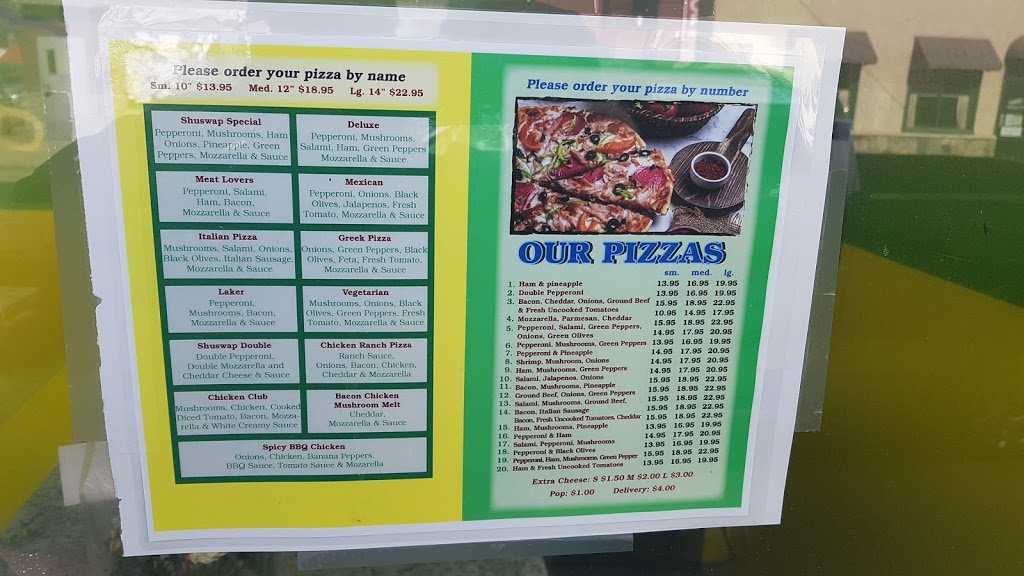 Please order your pizza by name
Sm. 10" $13.95 Med. 12" $18.95 Lg. 14" $22.95
Shuswap Special
Pepperoni, Mushrooms, Ham
Onions, Pineapple, Green
Peppers, Mozzarella & Sauce
Deluxe
Pepperoni, Mushrooms,
Salami, Ham, Green Peppers
Mozzarella & Sauce
Meat Lovers
Pepperoni, Salami,
Ham, Bacon,
Mozzarella & Sauce
Mexican
Pepperoni, Onions, Black
Olives, Jalapenos, Fresh
Tomato, Mozzarella & Sauce
Italian Pizza
Mushrooms, Salami, Onions,
Black Olives, Italian Sausage,
Mozzarella & Sauce
Greek Pizza
Onions, Green Peppers, Black
Olives, Feta, Fresh Tomato,
Mozzarella & Sauce
Laker
Pepperoni,
Mushrooms, Bacon,
Mozzarella & Sauce
Vegetarian
Mushrooms, Onions, Black
Olives, Green Peppers, Fresh
Tomato, Mozzarella & Sauce
Shuswap Double
Double Pepperoni,
Double Mozzarella and
Cheddar Cheese & Sauce
Chicken Ranch Pizza
Ranch Sauce,
Onions, Bacon, Chicken,
Cheddar & Mozzarella
Chicken Club
Mushrooms, Chicken, Cooked
Diced Tomato, Bacon, Mozza-
rella & White Creamy Sauce
Bacon Chicken
Mushroom Melt
Cheddar,
Mozzarella & Sauce
Spicy BBQ Chicken
Onions, Chicken, Banana Peppers,
BBQ Sauce, Tomato Sauce & Mozarella
Please order your pizza by number
OUR PIZZAS
sm. med. lg.
1. Ham & pineapple 13.95 16.95 19.95
2. Double Pepperoni 13.95 16.95 19.95
3. Bacon, Cheddar, Onions, Ground Beef 15.95 18.95 22.95
& Fresh Uncooked Tomatoes
4. Mozzarella, Parmesan, Cheddar 10.95 14.95 17.95
5. Pepperoni, Salami, Green Peppers, 15.95 18.95 22.95
Onions, Green Olives 14.95 17.95 20.95
6. Pepperoni, Mushrooms, Green Peppers 13.95 16.95 19.95
7. Pepperoni & Pineapple 14.95 17.95 20.95
8. Shrimp, Mushroom, Onions 14.95 17.95 20.95
9. Ham, Mushrooms, Green Peppers 14.95 17.95 20.95
10. Salami, Jalapenos, Onions 15.95 18.95 22.95
11. Bacon, Mushrooms, Pineapple 15.95 18.95 22.95
12. Ground Beef, Onions, Green Peppers 15.95 18.95 22.95
13. Salami, Mushrooms, Ground Beef, 15.95 18.95 22.95
14. Bacon, Italian Sausage 15.95 18.95 22.95
Bacon, Fresh Uncooked Tomatoes, Cheddar
15. Ham, Mushrooms, Pineapple 13.95 16.95 19.95
16. Pepperoni & Ham 14.95 17.95 20.95
17. Salami, Pepperoni, Mushrooms 13.95 16.95 19.95
18. Pepperoni & Black Olives 15.95 18.95 22.95
19. Pepperoni, Ham, Mushrooms, Green Pepper
20. Ham & Fresh Uncooked Tomatoes 13.95 16.95 19.95
Extra Cheese: S $1.50 M $2.00 L $3.00
Pop: $1.00 Delivery: $4.00